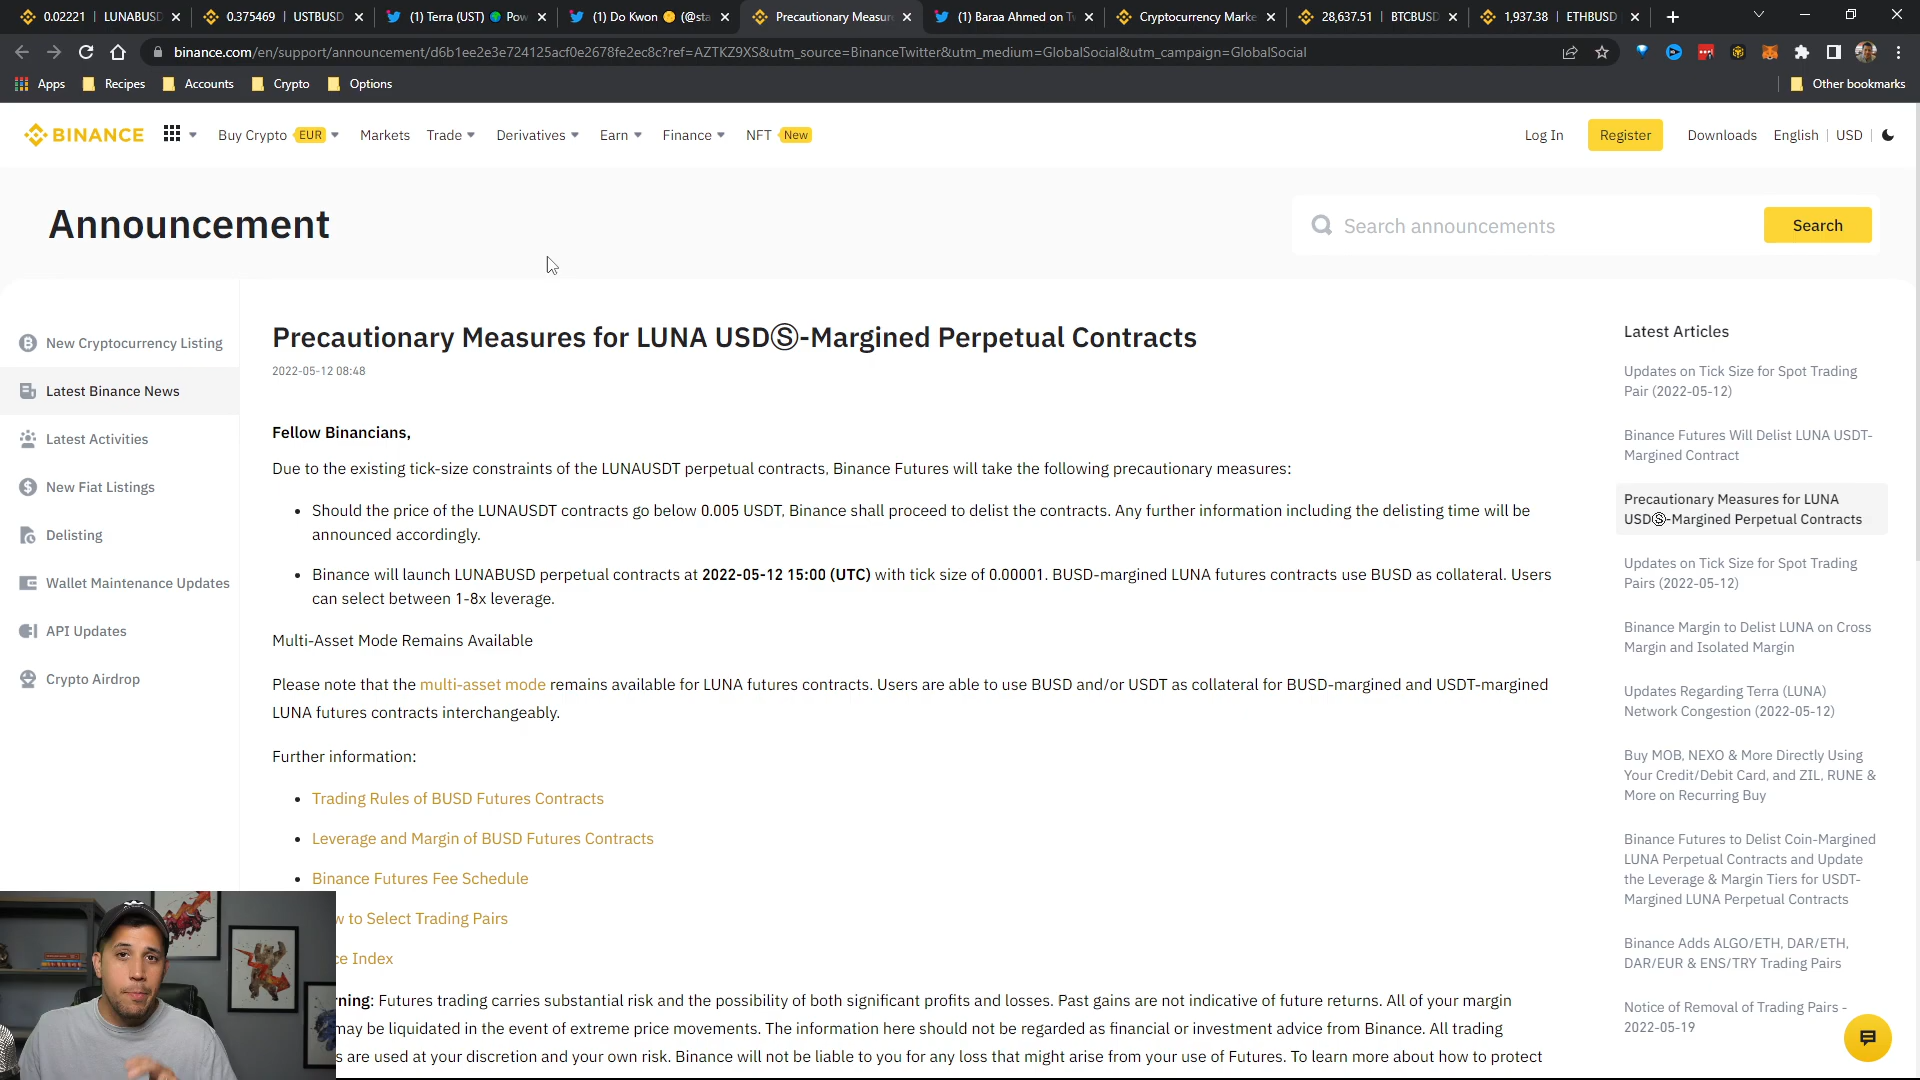 0.02221 | LUNABUSD
0.375469 | USTBUSD
(1) Terra (UST) 🌍 Pow
(1) Do Kwon 🌕 (@sta
Precautionary Measure
(1) Baraa Ahmed on Tw
Cryptocurrency Marke
28,637.51 | BTCBUSD
1,937.38 | ETHBUSD
binance.com/en/support/announcement/d6b1ee2e3e724125acf0e2678fe2ec8c?ref=AZTKZ9XS&utm_source=BinanceTwitter&utm_medium=GlobalSocial&utm_campaign=GlobalSocial
Apps Recipes Accounts Crypto Options Other bookmarks
BINANCE Buy Crypto EUR Markets Trade Derivatives Earn Finance NFT New Log In Register Downloads English USD
Announcement
Search announcements
Search
New Cryptocurrency Listing
Latest Binance News
Latest Activities
New Fiat Listings
Delisting
Wallet Maintenance Updates
API Updates
Crypto Airdrop
Precautionary Measures for LUNA USDⓈ-Margined Perpetual Contracts
2022-05-12 08:48
Fellow Binancians,
Due to the existing tick-size constraints of the LUNAUSDT perpetual contracts, Binance Futures will take the following precautionary measures:
• Should the price of the LUNAUSDT contracts go below 0.005 USDT, Binance shall proceed to delist the contracts. Any further information including the delisting time will be
announced accordingly.
• Binance will launch LUNABUSD perpetual contracts at 2022-05-12 15:00 (UTC) with tick size of 0.00001. BUSD-margined LUNA futures contracts use BUSD as collateral. Users
can select between 1-8x leverage.
Multi-Asset Mode Remains Available
Please note that the multi-asset mode remains available for LUNA futures contracts. Users are able to use BUSD and/or USDT as collateral for BUSD-margined and USDT-margined
LUNA futures contracts interchangeably.
Further information:
• Trading Rules of BUSD Futures Contracts
• Leverage and Margin of BUSD Futures Contracts
• Binance Futures Fee Schedule
w to Select Trading Pairs
ce Index
rning: Futures trading carries substantial risk and the possibility of both significant profits and losses. Past gains are not indicative of future returns. All of your margin
may be liquidated in the event of extreme price movements. The information here should not be regarded as financial or investment advice from Binance. All trading
s are used at your discretion and your own risk. Binance will not be liable to you for any loss that might arise from your use of Futures. To learn more about how to protect
Latest Articles
Updates on Tick Size for Spot Trading
Pair (2022-05-12)
Binance Futures Will Delist LUNA USDT-
Margined Contract
Precautionary Measures for LUNA
USDⓈ-Margined Perpetual Contracts
Updates on Tick Size for Spot Trading
Pairs (2022-05-12)
Binance Margin to Delist LUNA on Cross
Margin and Isolated Margin
Updates Regarding Terra (LUNA)
Network Congestion (2022-05-12)
Buy MOB, NEXO & More Directly Using
Your Credit/Debit Card, and ZIL, RUNE &
More on Recurring Buy
Binance Futures to Delist Coin-Margined
LUNA Perpetual Contracts and Update
the Leverage & Margin Tiers for USDT-
Margined LUNA Perpetual Contracts
Binance Adds ALGO/ETH, DAR/ETH,
DAR/EUR & ENS/TRY Trading Pairs
Notice of Removal of Trading Pairs -
2022-05-19